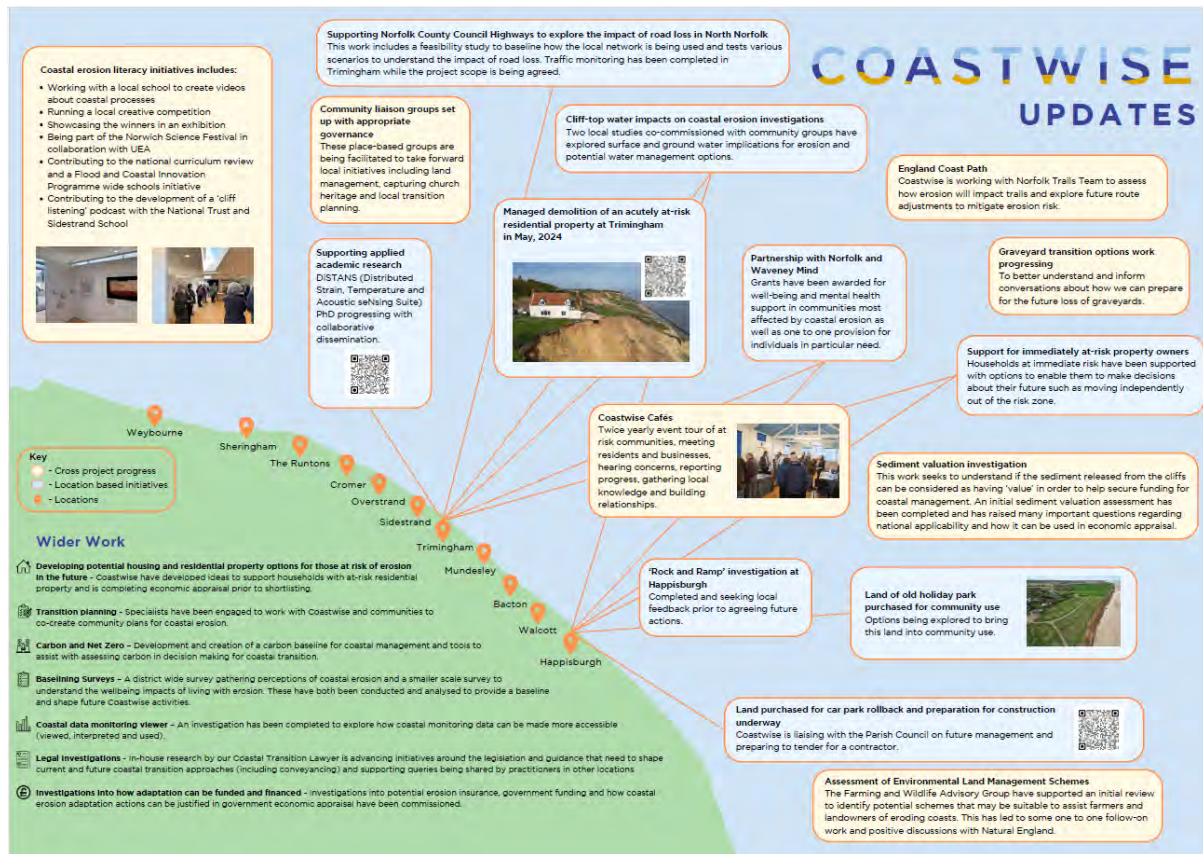 COASTWISE
UPDATES
Coastal erosion literacy initiatives includes:
• Working with a local school to create videos
about coastal processes
• Running a local creative competition
• Showcasing the winners in an exhibition
• Being part of the Norwich Science Festival in
collaboration with UEA
• Contributing to the national curriculum review
and a Flood and Coastal Innovation
Programme wide schools initiative
• Contributing to the development of a 'cliff
listening' podcast with the National Trust and
Sidestrand School
Supporting Norfolk County Council Highways to explore the impact of road loss in North Norfolk
This work includes a feasibility study to baseline how the local network is being used and tests various
scenarios to understand the impact of road loss. Traffic monitoring has been completed in
Trimingham while the project scope is being agreed.
Community liaison groups set
up with appropriate
governance
These place-based groups are
being facilitated to take forward
local initiatives including land
management, capturing church
heritage and local transition
planning.
Cliff-top water impacts on coastal erosion investigations
Two local studies co-commissioned with community groups have
explored surface and ground water implications for erosion and
potential water management options.
England Coast Path
Coastwise is working with Norfolk Trails Team to assess
how erosion will impact trails and explore future route
adjustments to mitigate erosion risk.
Managed demolition of an acutely at-risk
residential property at Trimingham
in May, 2024
Supporting applied
academic research
DiSTANS (Distributed
Strain, Temperature and
Acoustic seNsing Suite)
PhD progressing with
collaborative
dissemination.
Partnership with Norfolk and
Waveney Mind
Grants have been awarded for
well-being and mental health
support in communities most
affected by coastal erosion as
well as one to one provision for
individuals in particular need.
Graveyard transition options work
progressing
To better understand and inform
conversations about how we can prepare
for the future loss of graveyards.
Support for immediately at-risk property owners
Households at immediate risk have been supported
with options to enable them to make decisions
about their future such as moving independently
out of the risk zone.
Coastwise Cafés
Twice yearly event tour of at
risk communities, meeting
residents and businesses,
hearing concerns, reporting
progress, gathering local
knowledge and building
relationships.
Sediment valuation investigation
This work seeks to understand if the sediment released from the cliffs
can be considered as having 'value' in order to help secure funding for
coastal management. An initial sediment valuation assessment has
been completed and has raised many important questions regarding
national applicability and how it can be used in economic appraisal.
Weybourne
Sheringham
The Runtons
Cromer
Overstrand
Sidestrand
Trimingham
Mundesley
Bacton
Walcott
Happisburgh
Key
- Cross project progress
- Location based initiatives
- Locations
'Rock and Ramp' investigation at
Happisburgh
Completed and seeking local
feedback prior to agreeing future
actions.
Land of old holiday park
purchased for community use
Options being explored to bring
this land into community use.
Land purchased for car park rollback and preparation for construction
underway
Coastwise is liaising with the Parish Council on future management and
preparing to tender for a contractor.
Assessment of Environmental Land Management Schemes
The Farming and Wildlife Advisory Group have supported an initial review
to identify potential schemes that may be suitable to assist farmers and
landowners of eroding coasts. This has led to some one to one follow-on
work and positive discussions with Natural England.
Wider Work
Developing potential housing and residential property options for those at risk of erosion
in the future - Coastwise have developed ideas to support households with at-risk residential
property and is completing economic appraisal prior to shortlisting.
Transition planning - Specialists have been engaged to work with Coastwise and communities to
co-create community plans for coastal erosion.
Carbon and Net Zero – Development and creation of a carbon baseline for coastal management and tools to
assist with assessing carbon in decision making for coastal transition.
Baselining Surveys – A district wide survey gathering perceptions of coastal erosion and a smaller scale survey to
understand the wellbeing impacts of living with erosion. These have both been conducted and analysed to provide a baseline
and shape future Coastwise activities.
Coastal data monitoring viewer – An investigation has been completed to explore how coastal monitoring data can be made more accessible
(viewed, interpreted and used).
Legal Investigations - In-house research by our Coastal Transition Lawyer is advancing initiatives around the legislation and guidance that need to shape
current and future coastal transition approaches (including conveyancing) and supporting queries being shared by practitioners in other locations
Investigations into how adaptation can be funded and financed - Investigations into potential erosion insurance, government funding and how coastal
erosion adaptation actions can be justified in government economic appraisal have been commissioned.